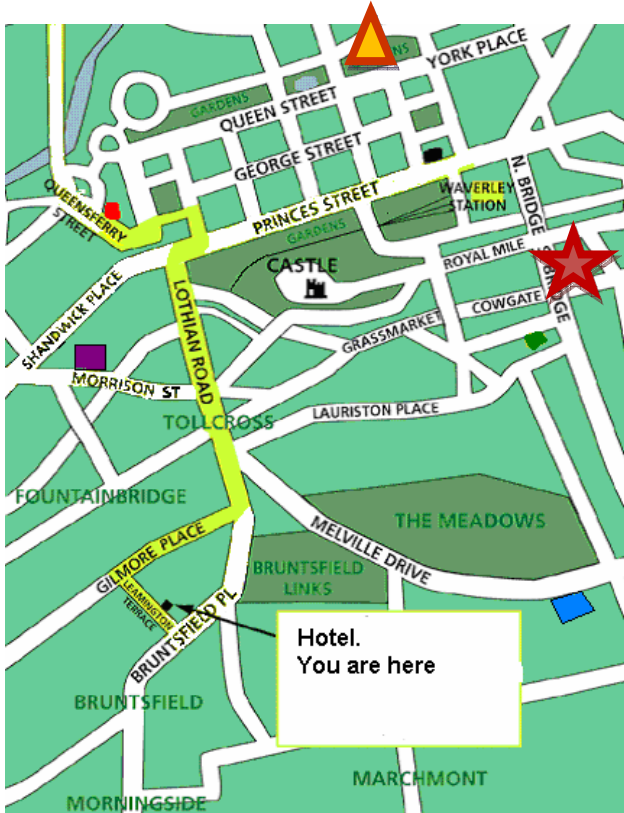 YORK PLACE
GARDENS
QUEEN STREET
GEORGE STREET
PRINCES STREET
GARDENS
N. BRIDGE
WAVERLEY
STATION
QUEENSFERRY
STREET
ROYAL MILE
BRIDGE
CASTLE
COWGATE
SHANDWICK PLACE
LOTHIAN ROAD
GRASSMARKET
MORRISON ST
LAURISTON PLACE
TOLLCROSS
FOUNTAINBRIDGE
THE MEADOWS
MELVILLE DRIVE
GILMORE PLACE
BRUNTSFIELD
LINKS
LEAMINGTON
TERRACE
BRUNTSFIELD PL
Hotel.
You are here
BRUNTSFIELD
MARCHMONT
MORNINGSIDE